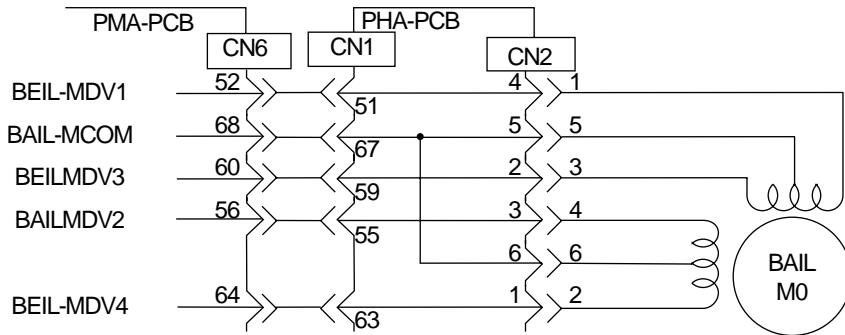 PMA-PCB PHA-PCB
CN6 CN1 CN2
BEIL-MDV1 52 51 4 1
BAIL-MCOM 68 67 5 5
BEILMDV3 60 59 2 3
BAILMDV2 56 55 3 4
6 6
BEIL-MDV4 64 63 1 2
BAIL
M0